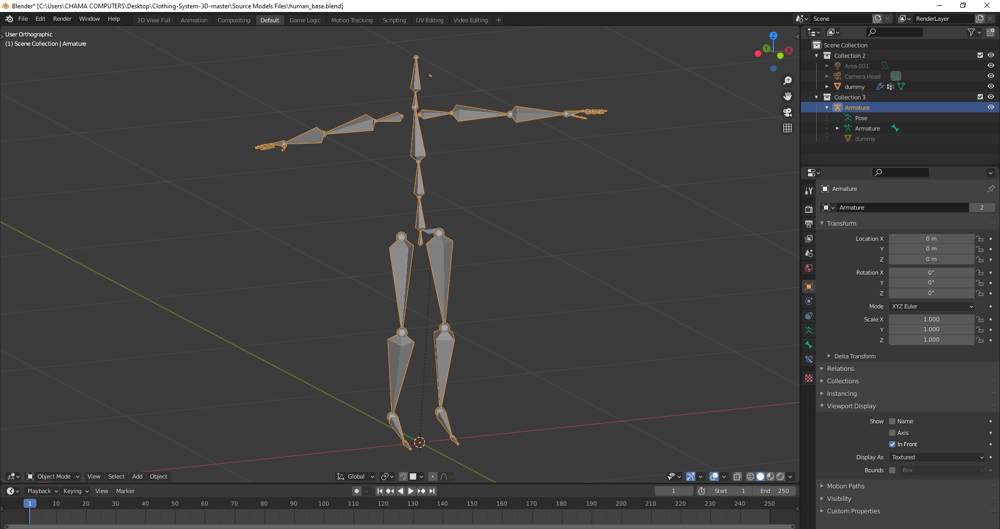 Blender* [C:\Users\CHAMA COMPUTERS\Desktop\Clothing-System-3D-master\Source Models Files\human_base.blend]
File Edit Render Window Help 3D View Full Animation Compositing Default Game Logic Motion Tracking Scripting UV Editing Video Editing + Scene RenderLayer
User Orthographic
(1) Scene Collection | Armature
Z
Y
X
Scene Collection
Collection 2
Area.001
Camera.Head
dummy
Collection 3
Armature
Pose
Armature
dummy
Armature
Armature 2
Transform
Location X 0 m
Y 0 m
Z 0 m
Rotation X 0°
Y 0°
Z 0°
Mode XYZ Euler
Scale X 1.000
Y 1.000
Z 1.000
Delta Transform
Relations
Collections
Instancing
Viewport Display
Show Name
Axis
In Front
Display As Textured
Bounds Box
Motion Paths
Visibility
Custom Properties
Object Mode View Select Add Object Global
Playback Keying View Marker 1 Start 1 End 250
1 10 20 30 40 50 60 70 80 90 100 110 120 130 140 150 160 170 180 190 200 210 220 230 240 250